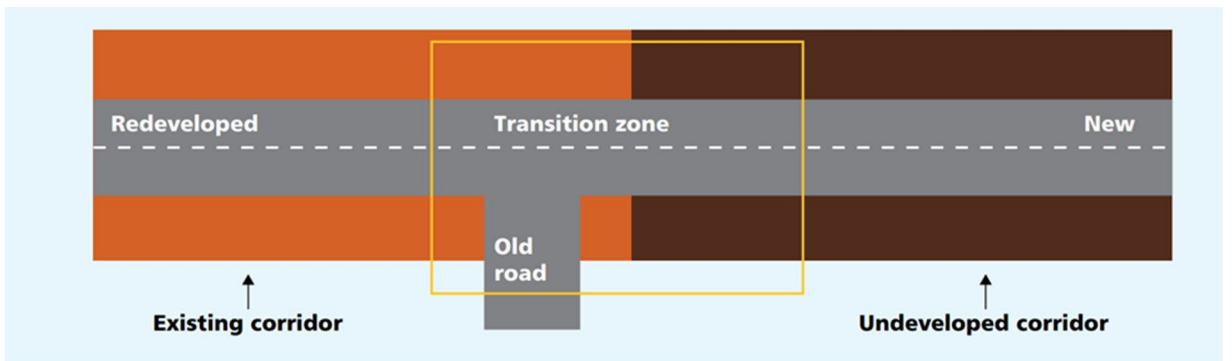 Redeveloped
Transition zone
New
Old
road
Existing corridor
Undeveloped corridor